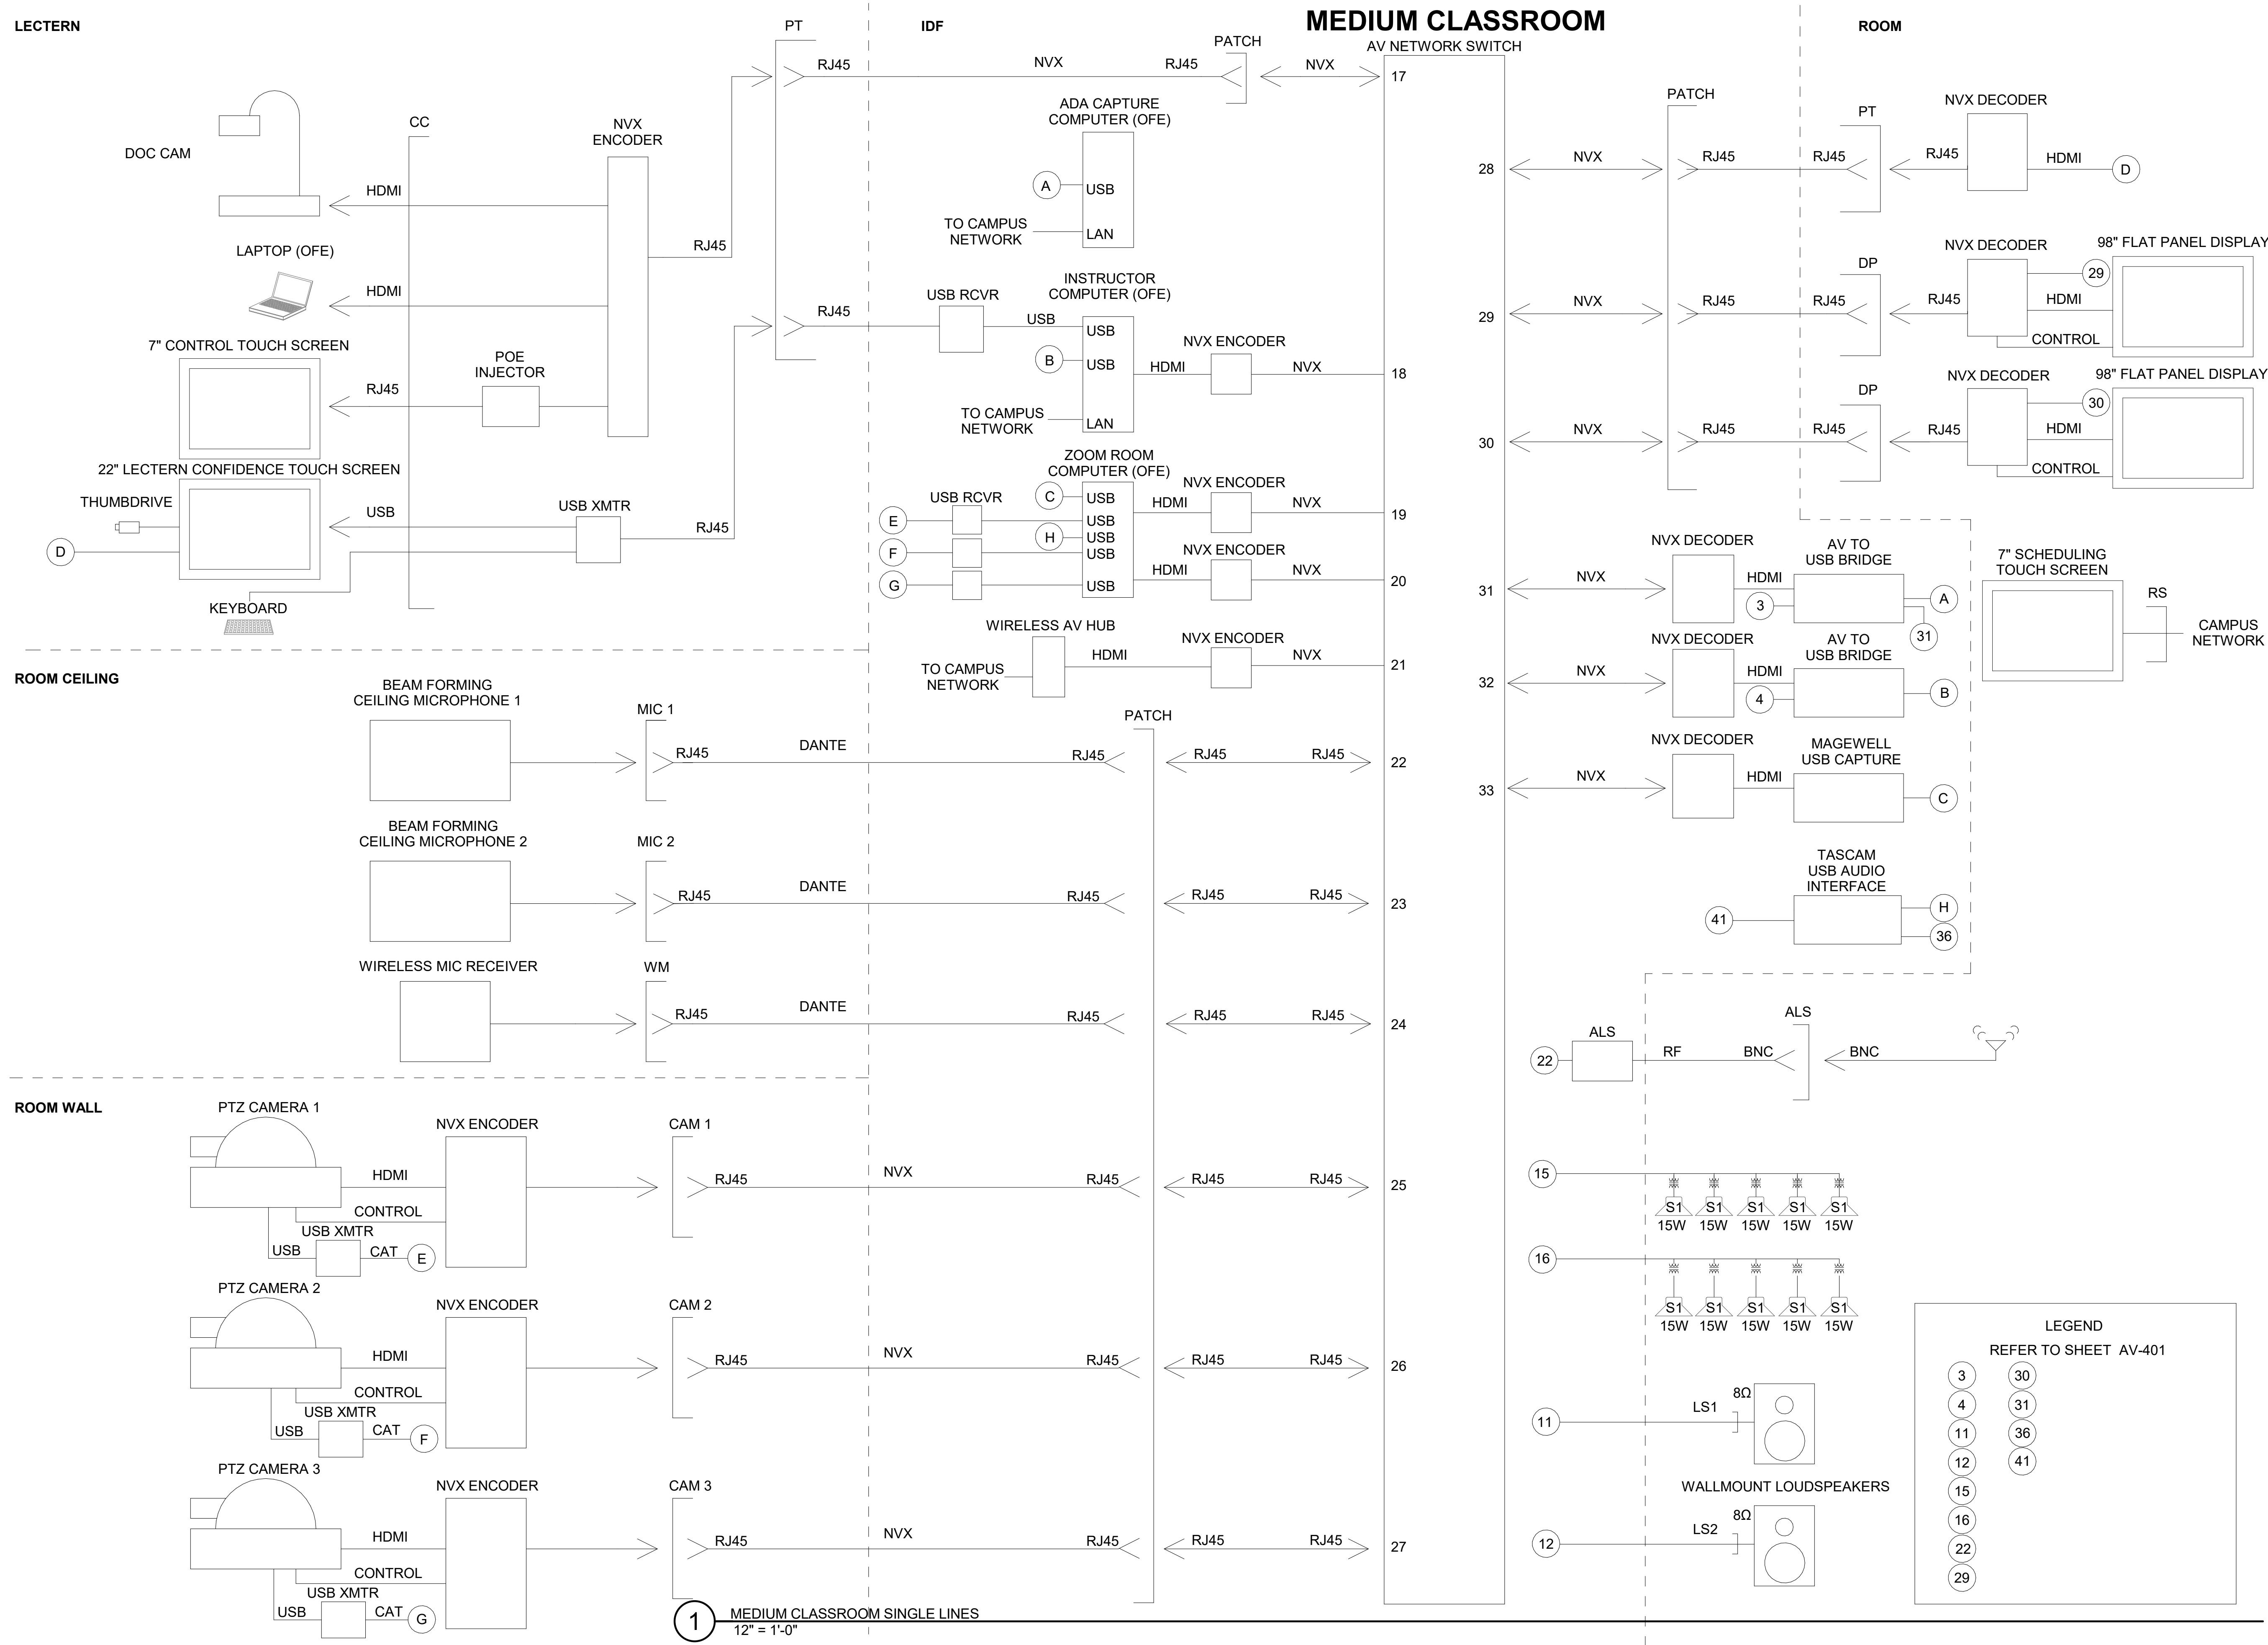 MEDIUM CLASSROOM
LECTERN
PT
RJ45
DOC CAM
CC
NVX
ENCODER
HDMI
LAPTOP (OFE)
HDMI
RJ45
7" CONTROL TOUCH SCREEN
POE
INJECTOR
RJ45
RJ45
22" LECTERN CONFIDENCE TOUCH SCREEN
THUMBDRIVE
USB
USB XMTR
RJ45
D
KEYBOARD
IDF
NVX
RJ45
PATCH
NVX
AV NETWORK SWITCH
17
ADA CAPTURE
COMPUTER (OFE)
A
USB
TO CAMPUS
NETWORK
LAN
INSTRUCTOR
COMPUTER (OFE)
USB RCVR
USB
USB
B
USB
HDMI
NVX ENCODER
NVX
18
TO CAMPUS
NETWORK
LAN
ZOOM ROOM
COMPUTER (OFE)
USB RCVR
C
USB
HDMI
NVX ENCODER
NVX
19
E
USB
H
USB
F
USB
NVX ENCODER
G
USB
HDMI
NVX
20
WIRELESS AV HUB
HDMI
NVX ENCODER
NVX
21
TO CAMPUS
NETWORK
ROOM CEILING
BEAM FORMING
CEILING MICROPHONE 1
MIC 1
RJ45
DANTE
RJ45
PATCH
RJ45
RJ45
22
BEAM FORMING
CEILING MICROPHONE 2
MIC 2
RJ45
DANTE
RJ45
RJ45
RJ45
23
WIRELESS MIC RECEIVER
WM
RJ45
DANTE
RJ45
RJ45
RJ45
24
ROOM WALL
PTZ CAMERA 1
NVX ENCODER
CAM 1
HDMI
CONTROL
USB XMTR
USB
CAT
E
RJ45
NVX
RJ45
RJ45
RJ45
25
PTZ CAMERA 2
NVX ENCODER
CAM 2
HDMI
CONTROL
USB XMTR
USB
CAT
F
RJ45
NVX
RJ45
RJ45
RJ45
26
PTZ CAMERA 3
NVX ENCODER
CAM 3
HDMI
CONTROL
USB XMTR
USB
CAT
G
RJ45
NVX
RJ45
RJ45
RJ45
27
ROOM
PATCH
28
NVX
RJ45
RJ45
PT
RJ45
NVX DECODER
HDMI
D
29
NVX
RJ45
RJ45
DP
RJ45
NVX DECODER
29
HDMI
CONTROL
98" FLAT PANEL DISPLAY
30
NVX
RJ45
RJ45
DP
RJ45
NVX DECODER
30
HDMI
CONTROL
98" FLAT PANEL DISPLAY
31
NVX
NVX DECODER
HDMI
3
AV TO
USB BRIDGE
A
31
7" SCHEDULING
TOUCH SCREEN
RS
CAMPUS
NETWORK
32
NVX
NVX DECODER
HDMI
4
AV TO
USB BRIDGE
B
33
NVX
NVX DECODER
HDMI
MAGEWELL
USB CAPTURE
C
TASCAM
USB AUDIO
INTERFACE
41
H
36
22
ALS
RF
BNC
ALS
BNC
15
S1 S1 S1 S1 S1
15W 15W 15W 15W 15W
16
S1 S1 S1 S1 S1
15W 15W 15W 15W 15W
11
LS1
8Ω
WALLMOUNT LOUDSPEAKERS
12
LS2
8Ω
LEGEND
REFER TO SHEET AV-401
3 30
4 31
11 36
12 41
15
16
22
29
1
MEDIUM CLASSROOM SINGLE LINES
12" = 1'-0"